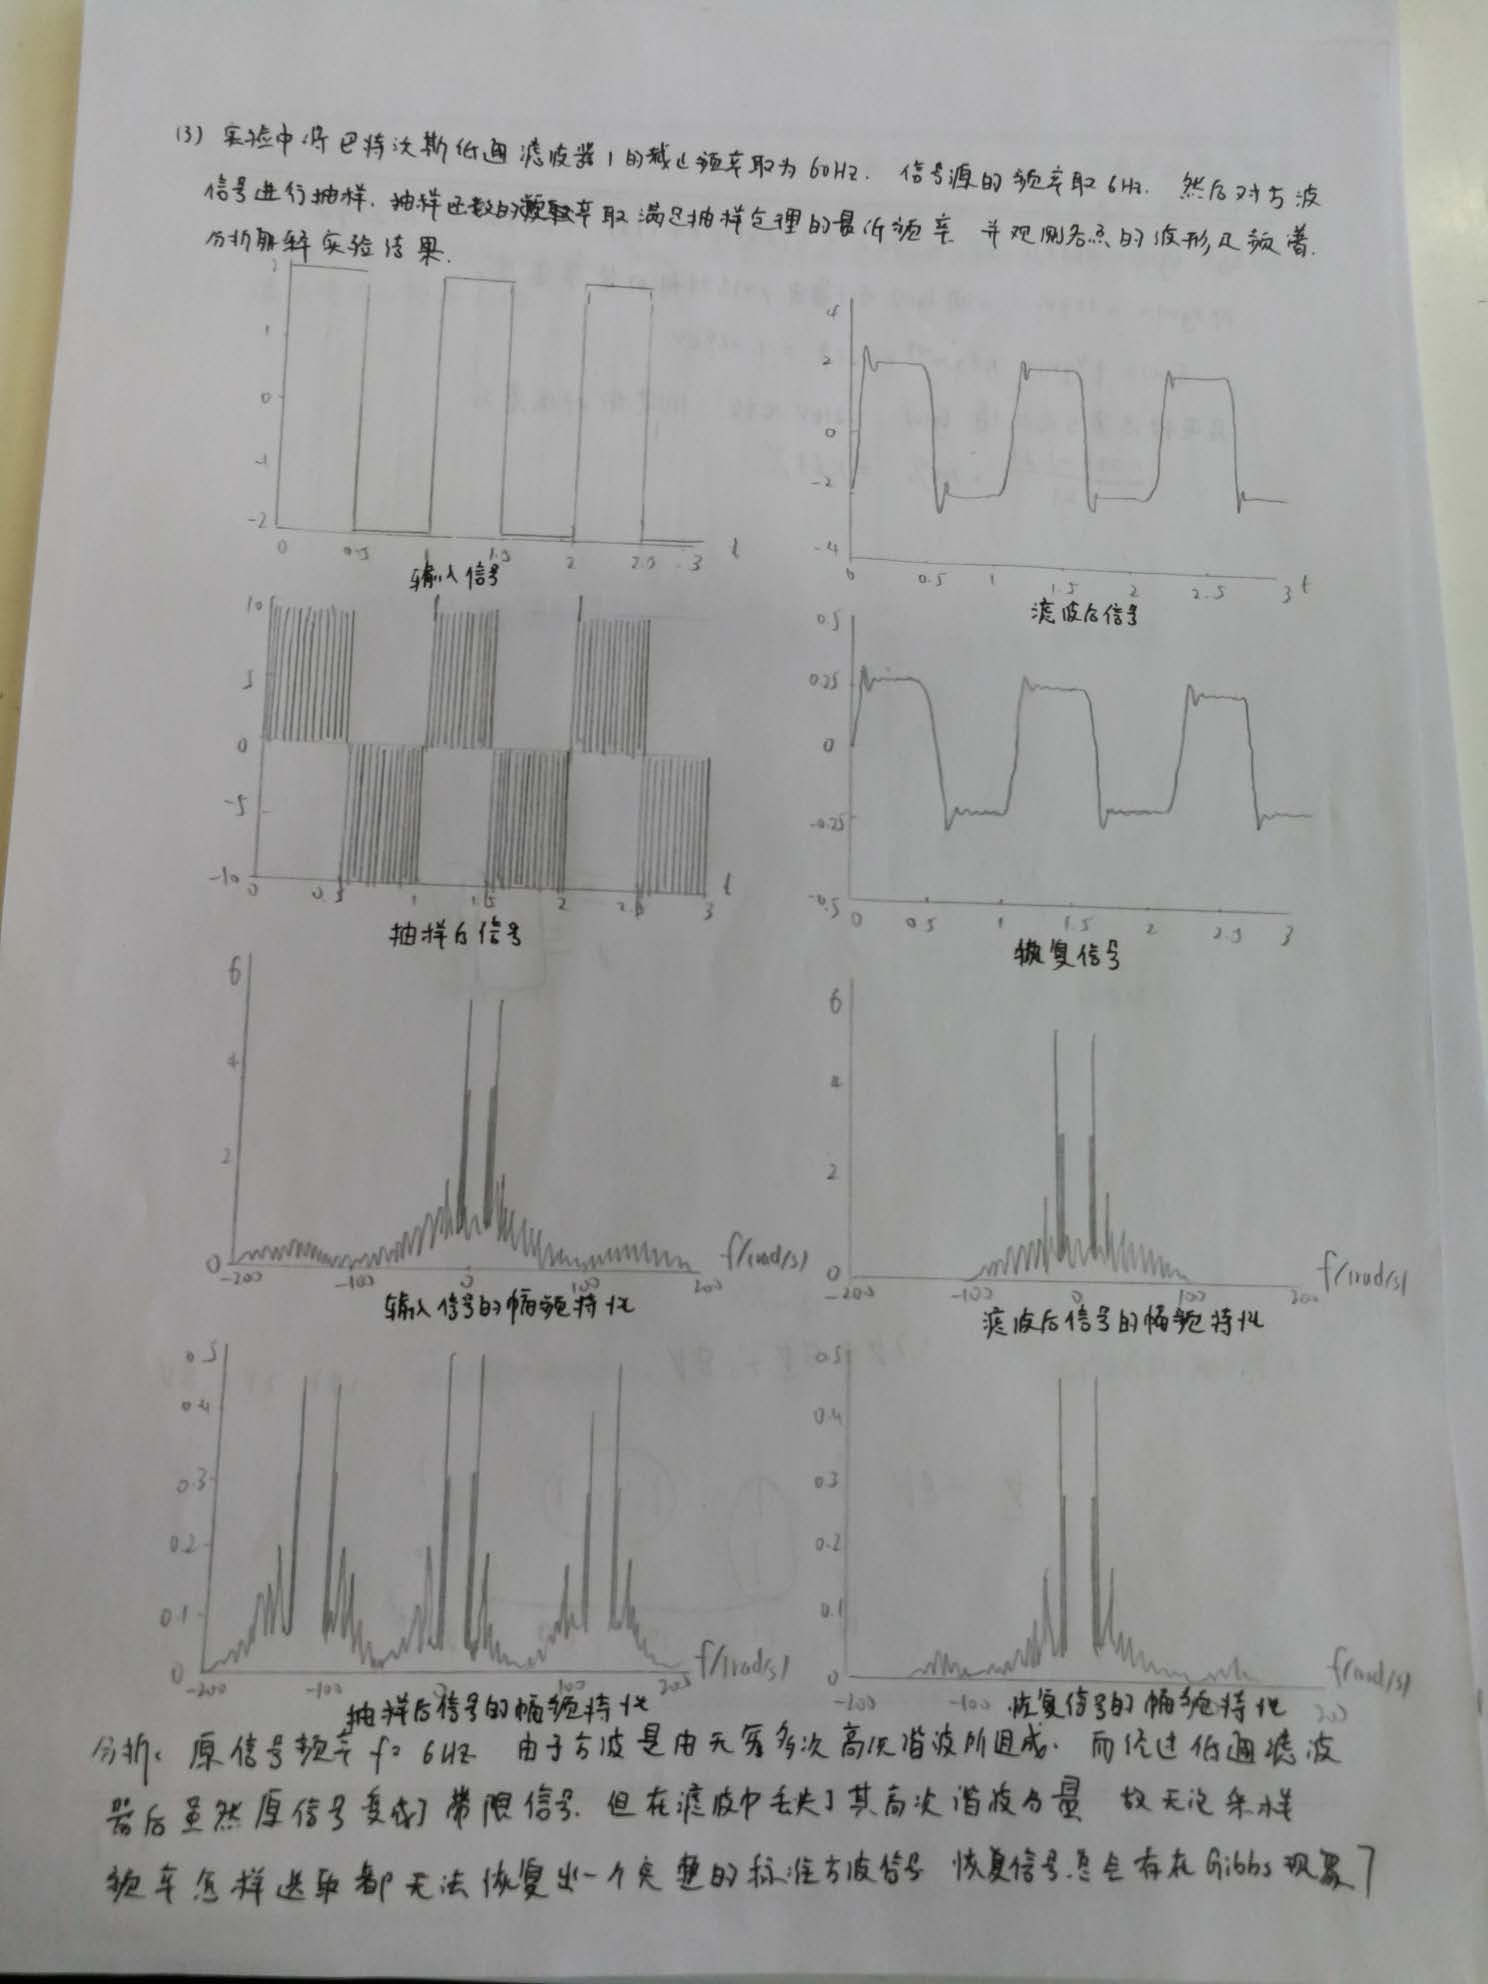 (3) 实验中将巴特沃斯低通滤波器1的截止频率取为60Hz. 信号源的频率取6Hz. 然后对方波
信号进行抽样. 抽样函数的频率取满足抽样定理的最低频率 并观测各点的波形及频谱.
分析解释实验结果.
2
1
0
-1
-2
0 0.5 1.5 2 2.5 3 t
输入信号
4
2
0
-2
-4
0 0.5 1 1.5 2 2.5 3 t
滤波后信号
10
5
0
-5
-10
0 0.5 1 1.5 2 2.5 3 t
抽样后信号
0.5
0.25
0
-0.25
-0.5
0 0.5 1 1.5 2 2.5 3
恢复信号
6
4
2
0
-200 -100 0 100 200 f/(rad/s)
输入信号的幅频特性
6
4
2
0
-200 -100 0 100 200 f/(rad/s)
滤波后信号的幅频特性
0.5
0.4
0.3
0.2
0.1
0
-200 -100 0 100 200 f/(rad/s)
抽样后信号的幅频特性
0.5
0.4
0.3
0.2
0.1
0
-200 -100 200 f(rad/s)
恢复信号的幅频特性
分析: 原信号频率f=6HZ 由于方波是由无穷多次高次谐波所组成. 而经过低通滤波
器后虽然原信号变成了带限信号. 但在滤波中丢失了其高次谐波分量 故无论采样
频率怎样选取都无法恢复出一个完整的标准方波信号 恢复信号总会存在Gibbs现象